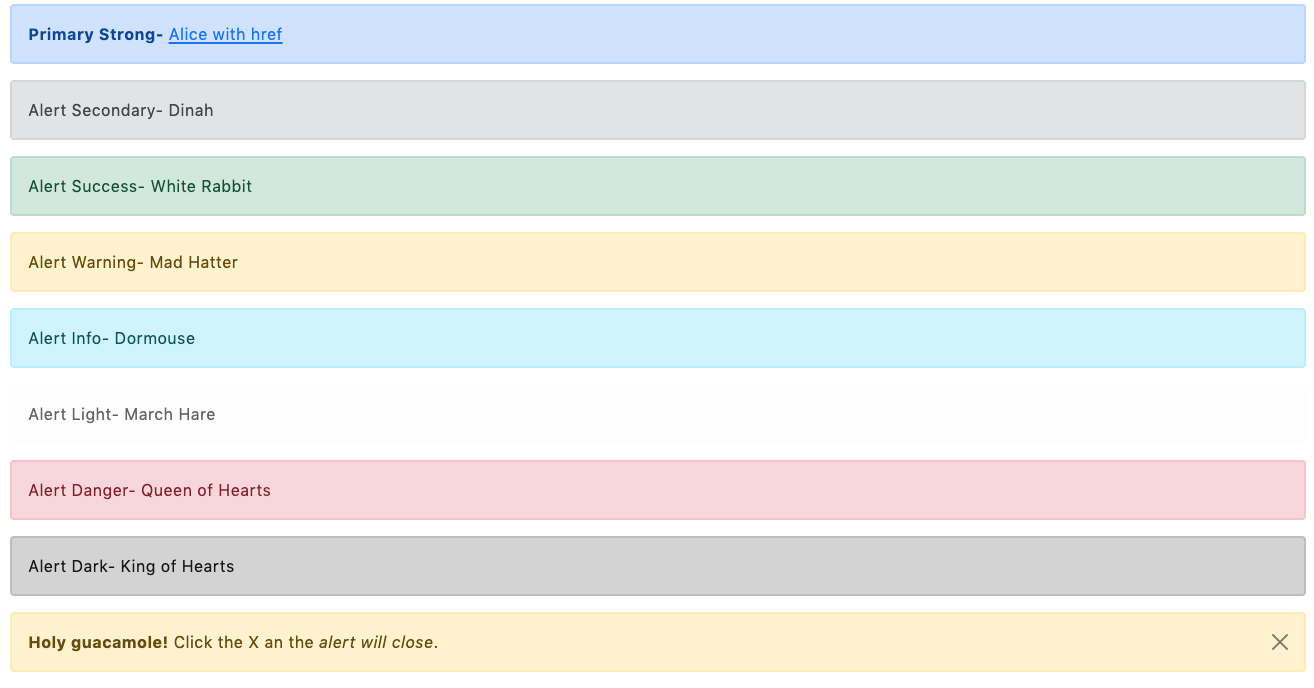 Primary Strong- Alice with href
Alert Secondary- Dinah
Alert Success- White Rabbit
Alert Warning- Mad Hatter
Alert Info- Dormouse
Alert Light- March Hare
Alert Danger- Queen of Hearts
Alert Dark- King of Hearts
Holy guacamole! Click the X an the alert will close.